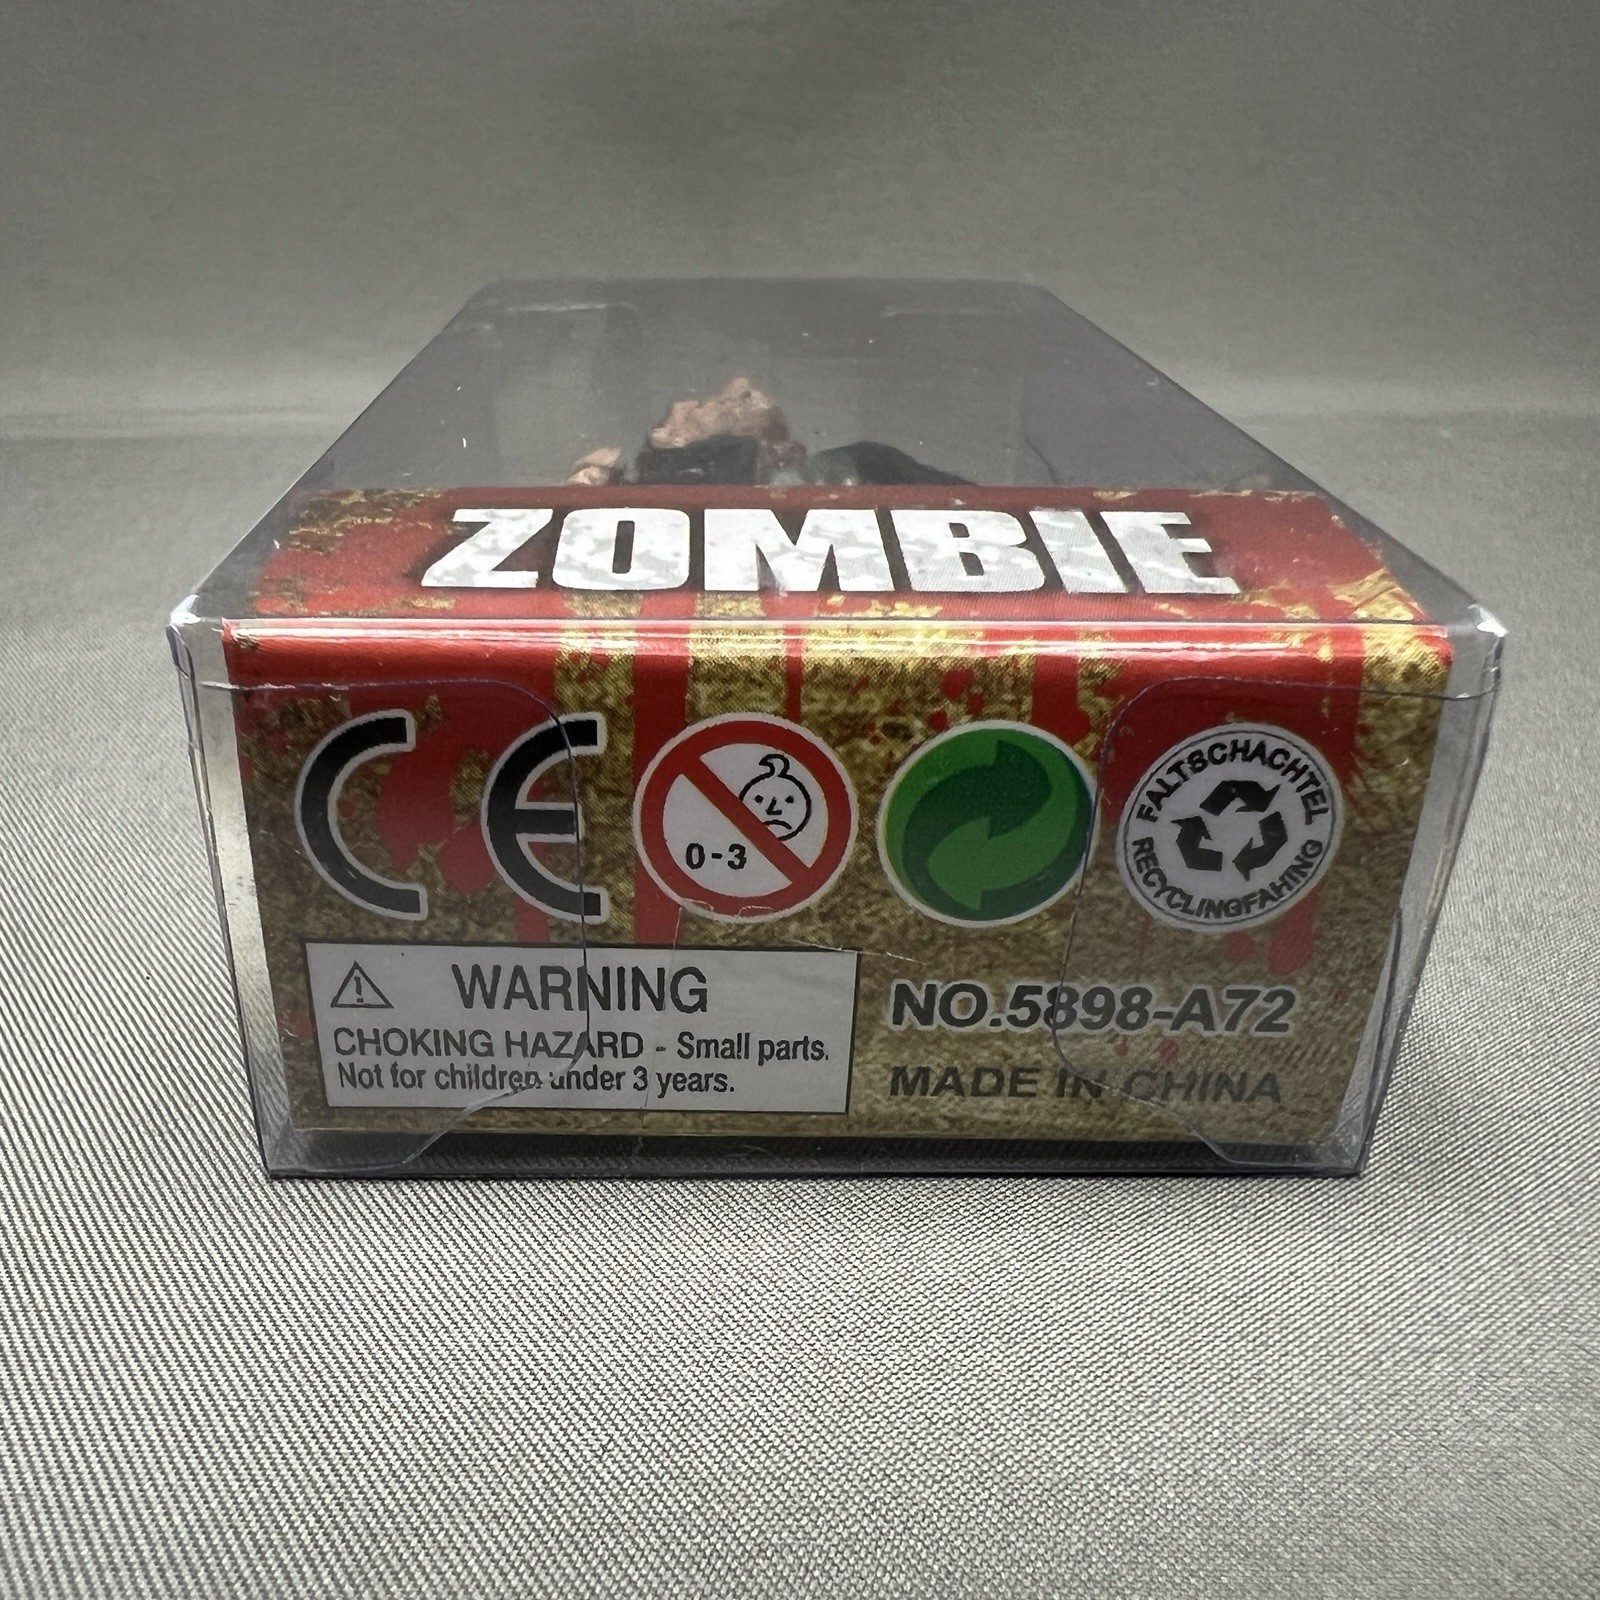 ZOMBIE
CE
0-3
FALTSCHACHTEL
RECYCLINGFAHING
WARNING
CHOKING HAZARD - Small parts.
Not for children under 3 years.
NO.5898-A72
MADE IN CHINA